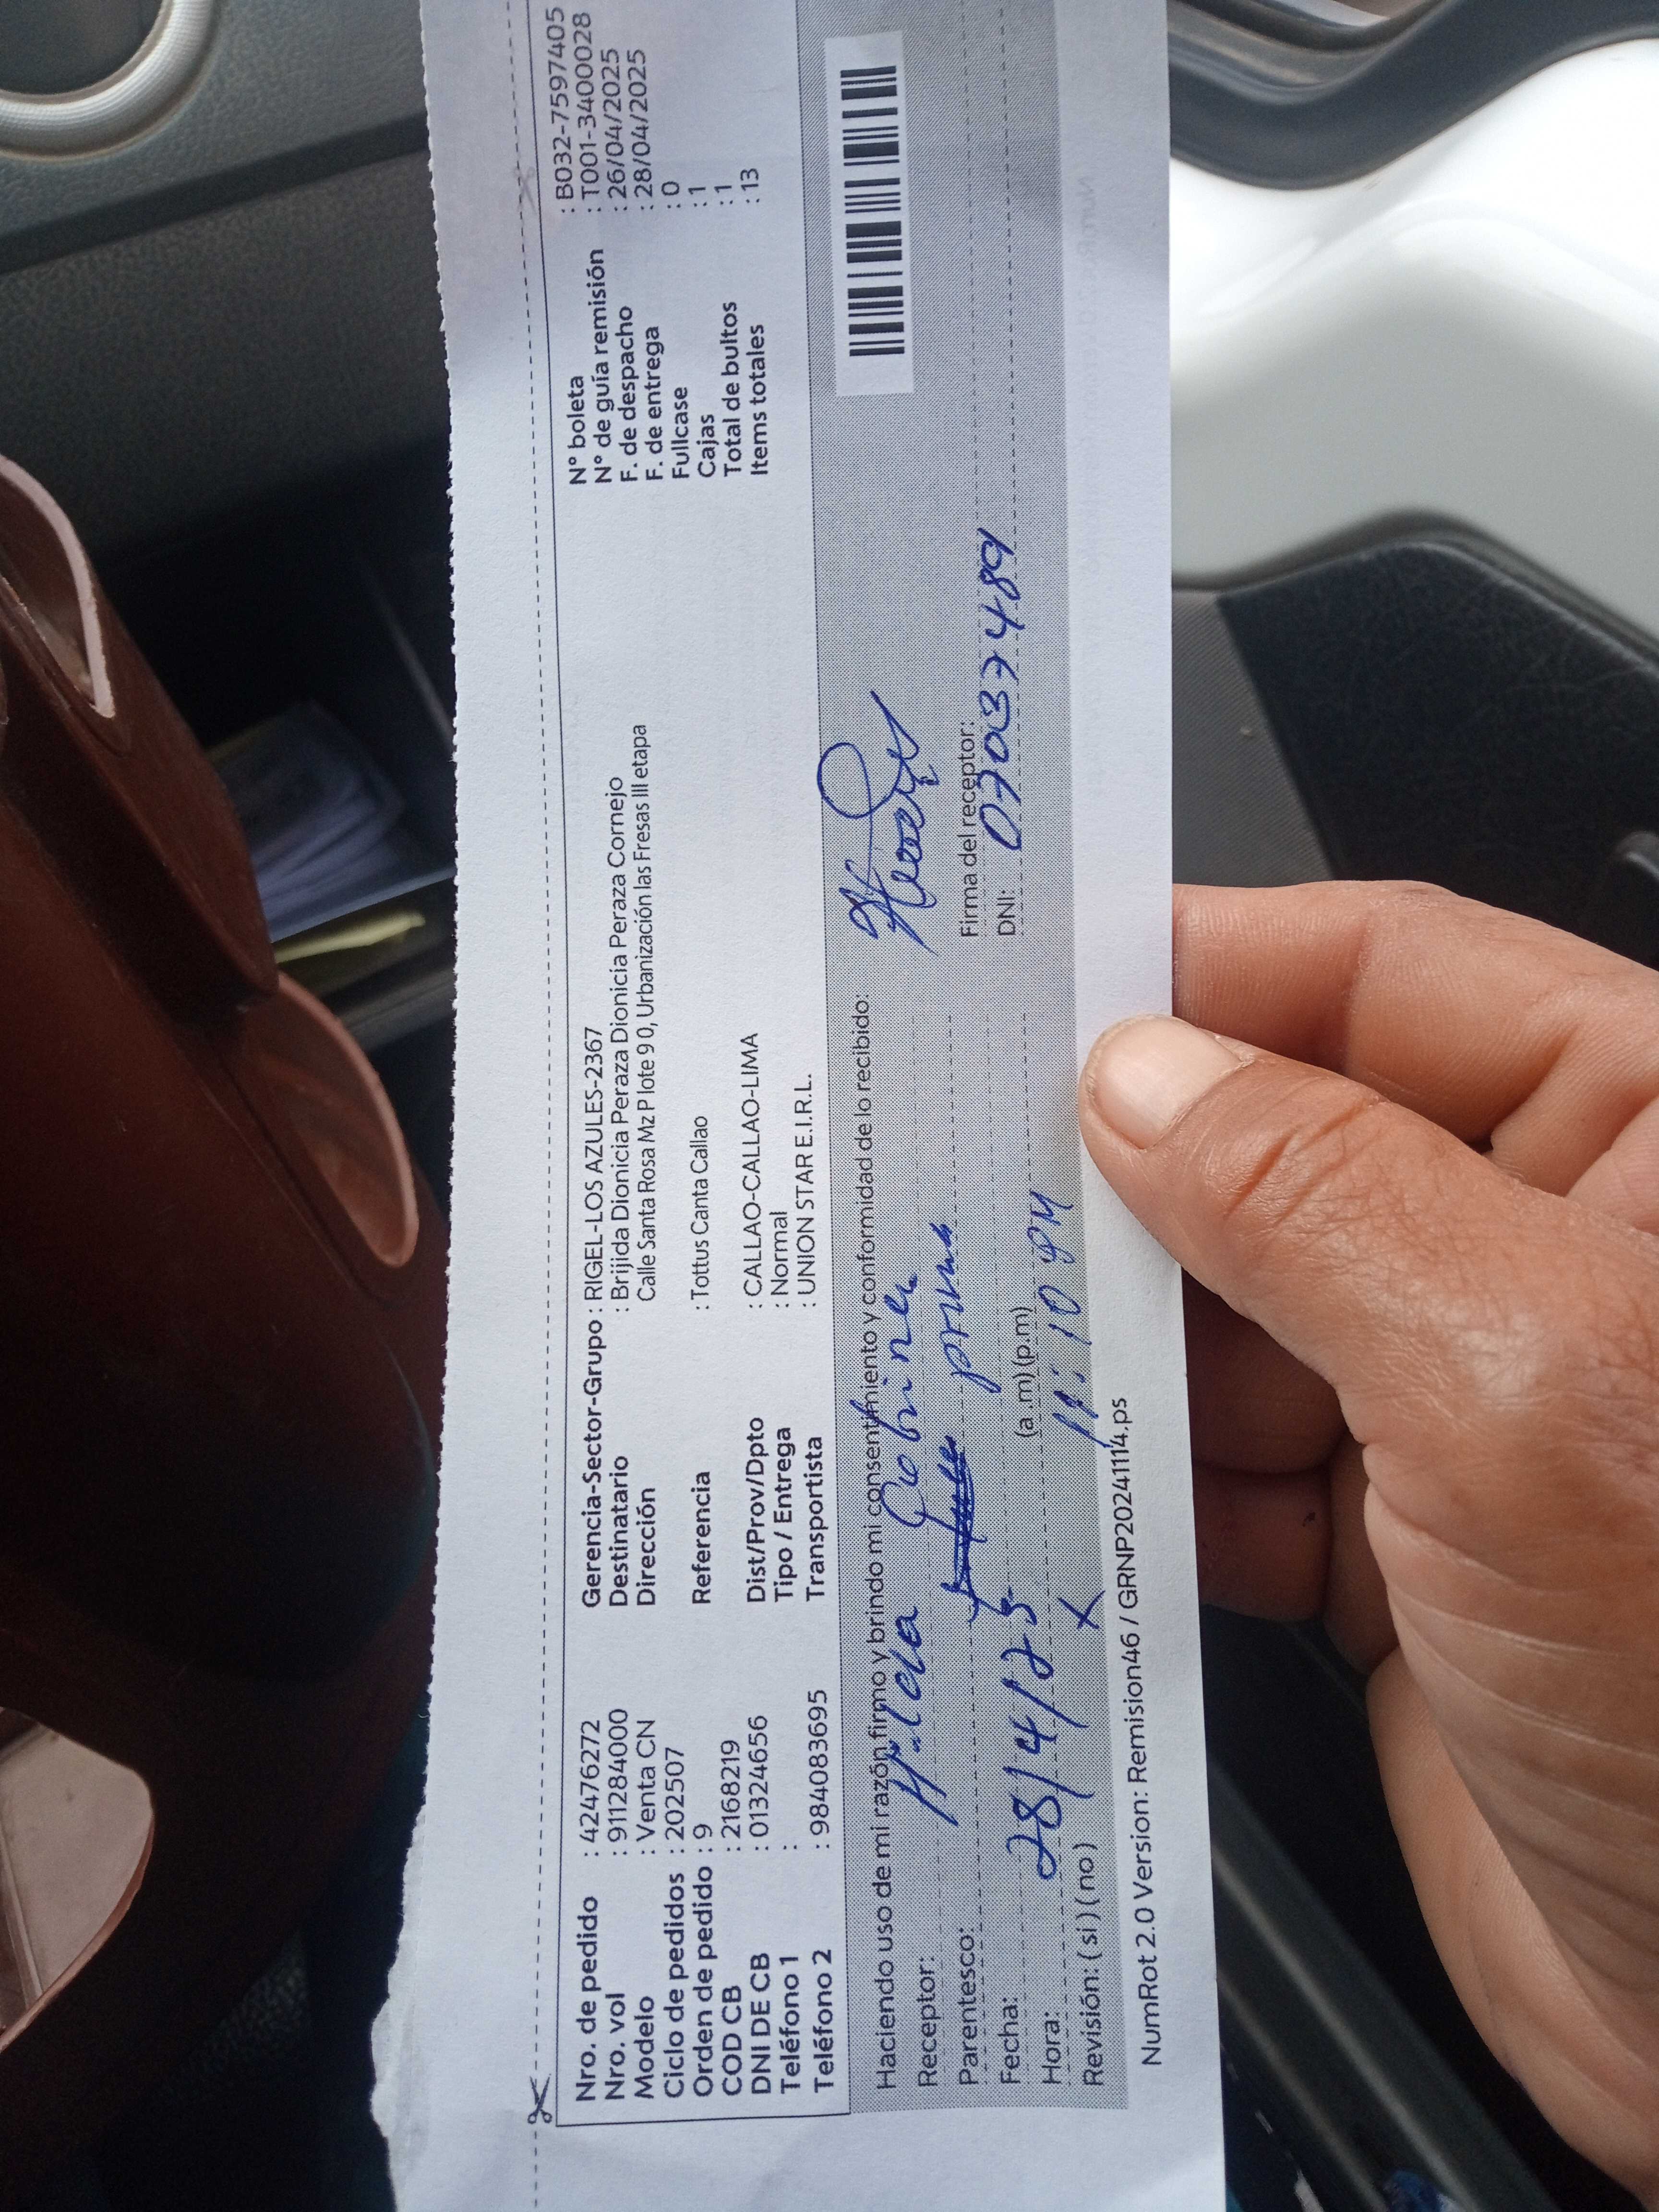 Nro. de pedido : 42476272
Nro. vol : 911284000
Modelo : Venta CN
Ciclo de pedidos : 202507
Orden de pedido : 9
COD CB : 2168219
DNI DE CB : 01324656
Teléfono 1 :
Teléfono 2 : 984083695
Gerencia-Sector-Grupo : RIGEL-LOS AZULES-2367
Destinatario : Brijida Dionicia Peraza Dionicia Peraza Cornejo
Dirección Calle Santa Rosa Mz P lote 9 0, Urbanización las Fresas III etapa
Referencia : Tottus Canta Callao
Dist/Prov/Dpto : CALLAO-CALLAO-LIMA
Tipo / Entrega : Normal
Transportista : UNION STAR E.I.R.L.
N° boleta : B032-7597405
N° de guía remisión : T001-3400028
F. de despacho : 26/04/2025
F. de entrega : 28/04/2025
Fullcase : 0
Cajas : 1
Total de bultos : 1
Items totales : 13
Haciendo uso de mi razón firmo y brindo mi consentimiento y conformidad de lo recibido:
Receptor: Hilda
Parentesco: prima
Fecha: 28/4/25
Hora: (a .m)(p.m) 11:10 PM
Revisión: ( si ) ( no ) X
Firma del receptor:
DNI: 07037489
NumRot 2.0 Version: Remision46 / GRNP20241114.ps